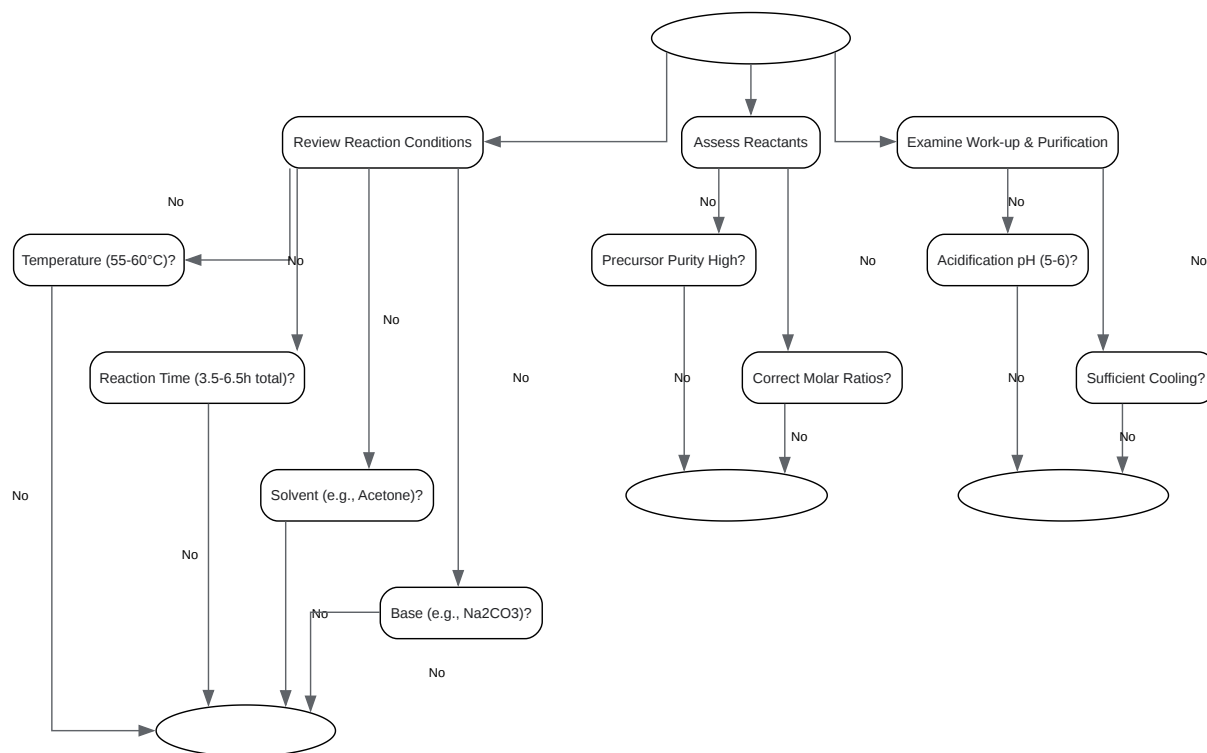 Review Reaction Conditions
Assess Reactants
Examine Work-up & Purification
No
No
No
Temperature (55-60°C)?
No
Precursor Purity High?
No
Acidification pH (5-6)?
No
No
No
Reaction Time (3.5-6.5h total)?
No
Correct Molar Ratios?
No
Sufficient Cooling?
No
No
No
Solvent (e.g., Acetone)?
No
No
Base (e.g., Na2CO3)?
No